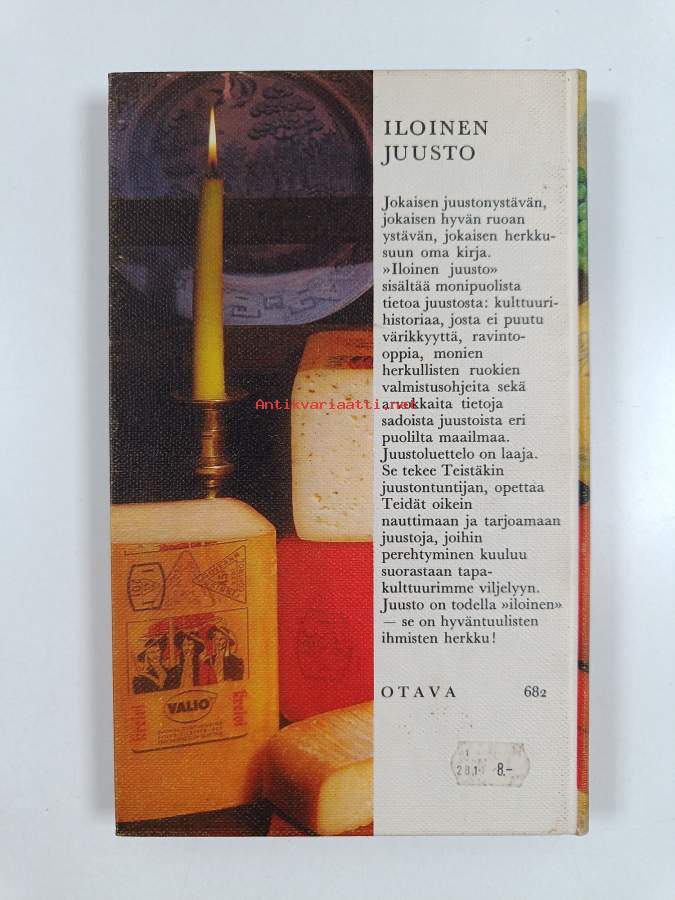 ILOINEN
JUUSTO
Jokaisen juustonystävän,
jokaisen hyvän ruoan
ystävän, jokaisen herkku-
suun oma kirja.
»Iloinen juusto»
sisältää monipuolista
tietoa juustosta: kulttuuri-
historiaa, josta ei puutu
värikkyyttä, ravinto-
oppia, monien
herkullisten ruokien
valmistusohjeita sekä
arvokkaita tietoja
sadoista juustoista eri
puolilta maailmaa.
Juustoluettelo on laaja.
Se tekee Teistäkin
juustontuntijan, opettaa
Teidät oikein
nauttimaan ja tarjoamaan
juustoja, joihin
perehtyminen kuuluu
suorastaan tapa-
kulttuurimme viljelyyn.
Juusto on todella »iloinen»
— se on hyväntuulisten
ihmisten herkku!
OTAVA 682
8.-
Antikvariaatti.net
Kreivi
VALIO
Kreivi